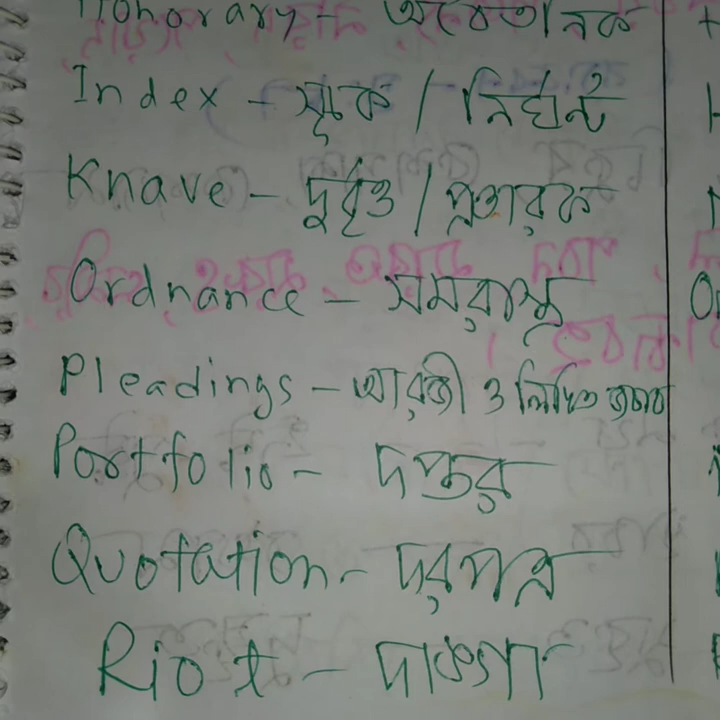 Honorary - অবৈতনিক
Index - সূচক / নির্ঘন্ট
Knave - দুর্বৃত্ত / প্রতারক
Ordnance - সমরাস্ত্র
Pleadings - আরজী ও লিখিত জবাব
Portfolio - দপ্তর
Quotation - দরপত্র
Riot - দাঙ্গা